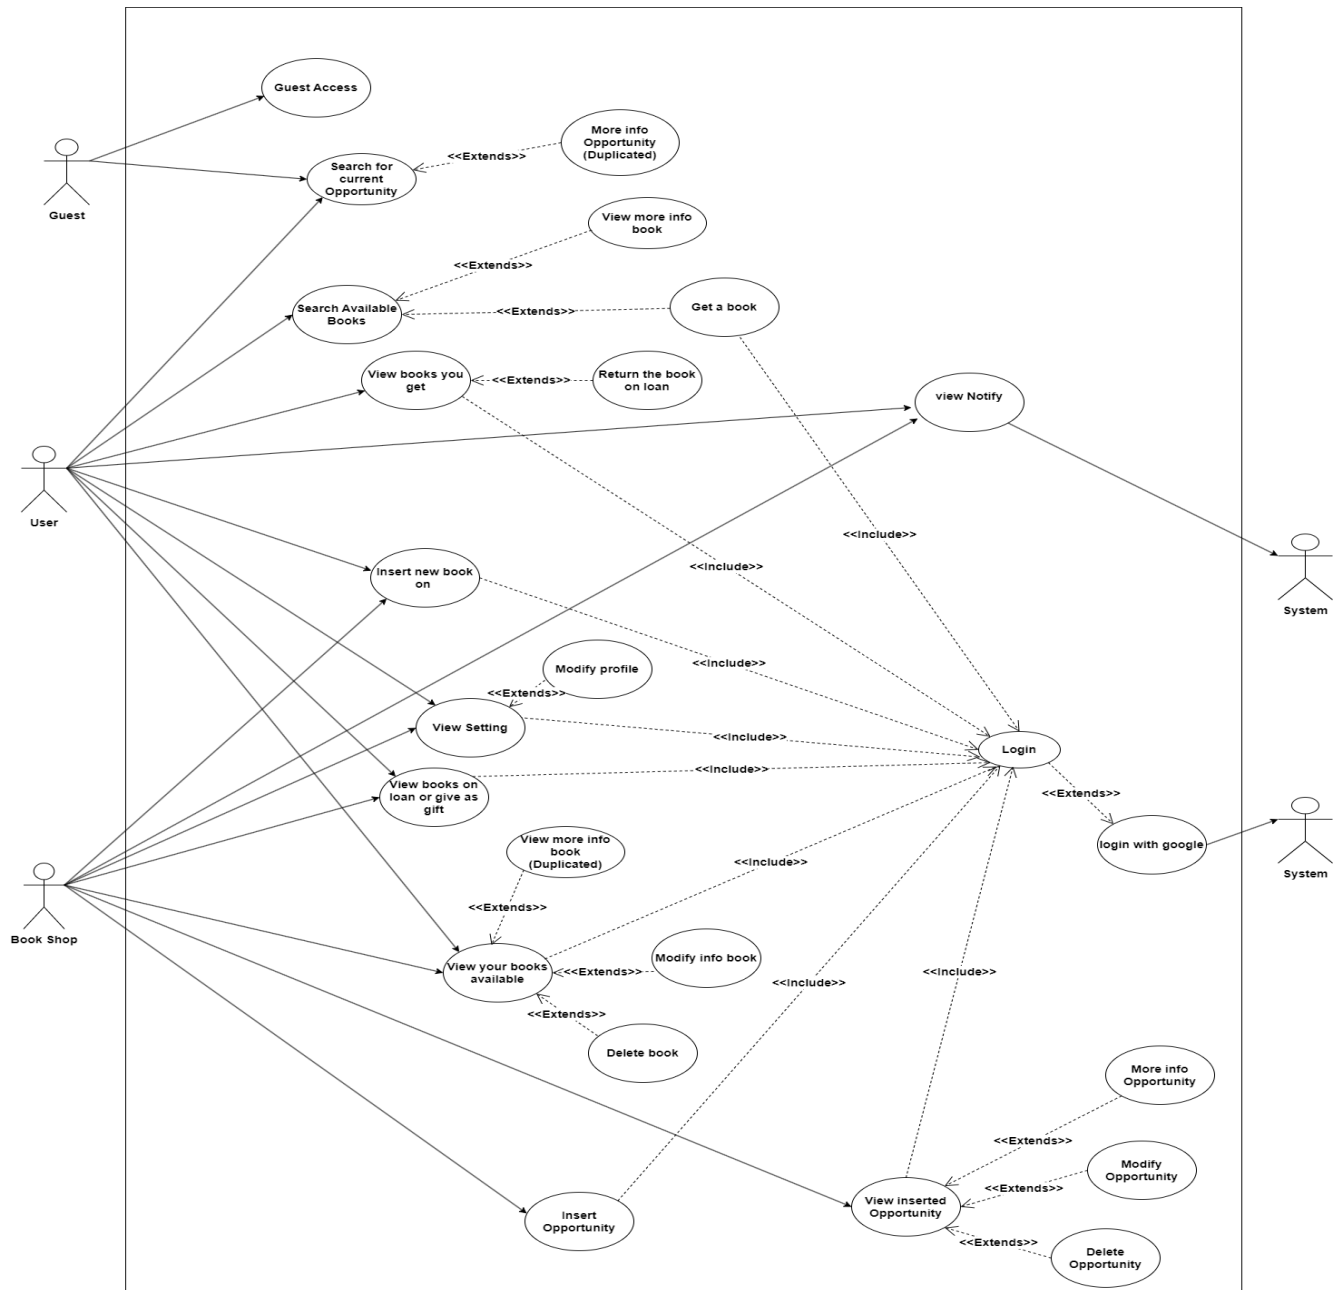 Guest Access
More info
Opportunity
(Duplicated)
<<Extends>>
Search for
current
Opportunity
Guest
View more info
book
<<Extends>>
Search Available
Books
<<Extends>>
Get a book
View books you
get
<<Extends>>
Return the book
on loan
view Notify
User
<<Include>>
<<Include>>
Insert new book
on
System
<<Include>>
Modify profile
<<Extends>>
View Setting
<<Include>>
Login
<<Include>>
View books on
loan or give as
gift
<<Extends>>
login with google
System
View more info
book
(Duplicated)
<<Include>>
<<Extends>>
Book Shop
View your books
available
<<Extends>>
Modify info book
<<Include>>
<<Include>>
<<Extends>>
Delete book
More info
Opportunity
<<Extends>>
Modify
Opportunity
<<Extends>>
View inserted
Opportunity
Insert
Opportunity
<<Extends>>
Delete
Opportunity